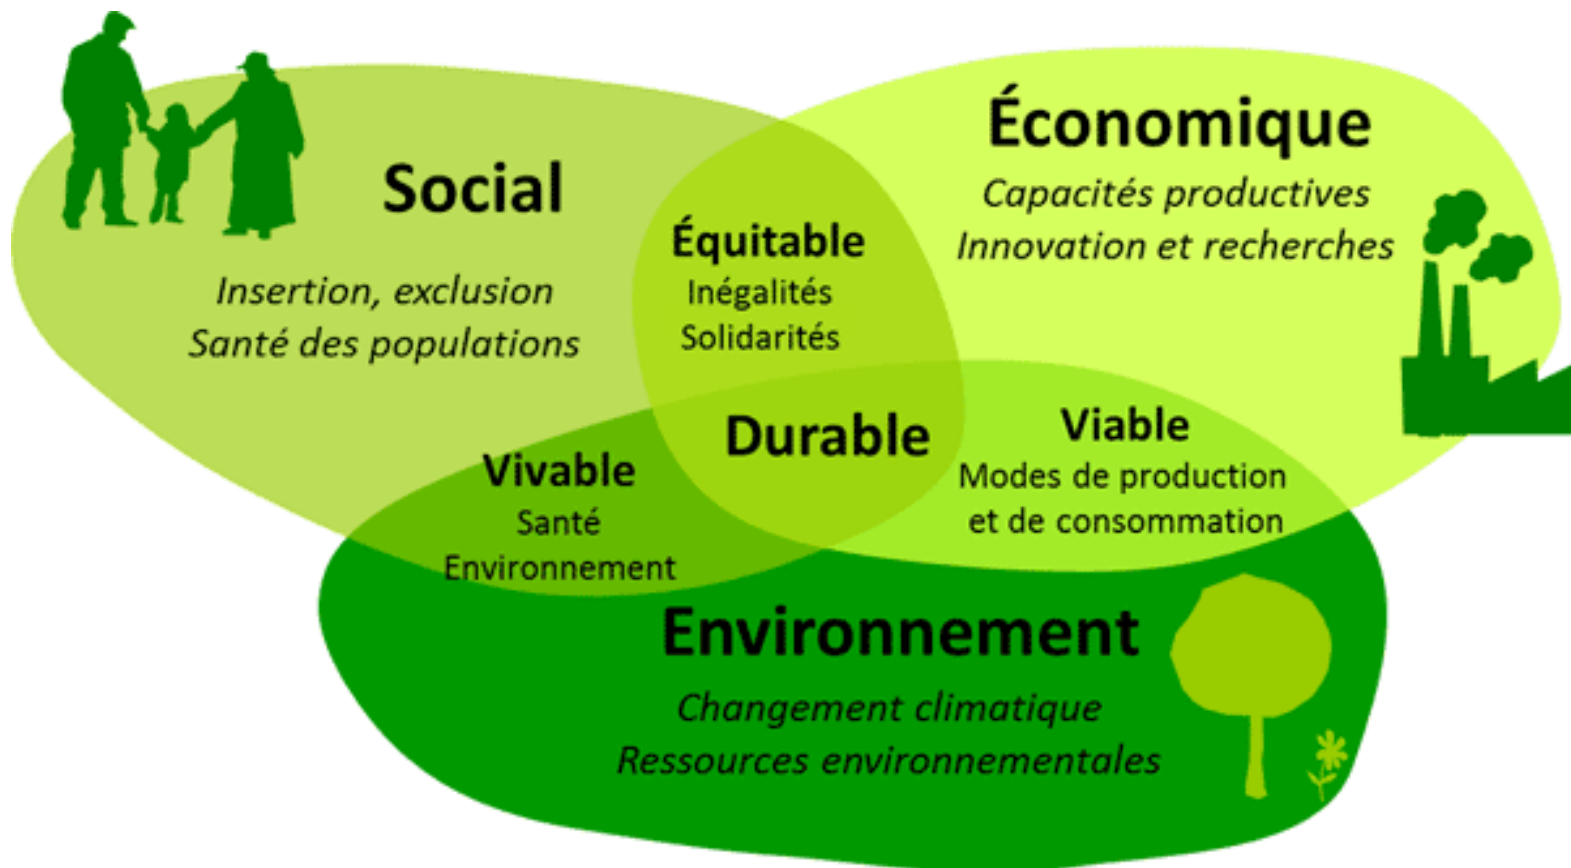 Social
Insertion, exclusion
Santé des populations
Économique
Capacités productives
Innovation et recherches
Équitable
Inégalités
Solidarités
Durable
Vivable
Santé
Environnement
Viable
Modes de production
et de consommation
Environnement
Changement climatique
Ressources environnementales